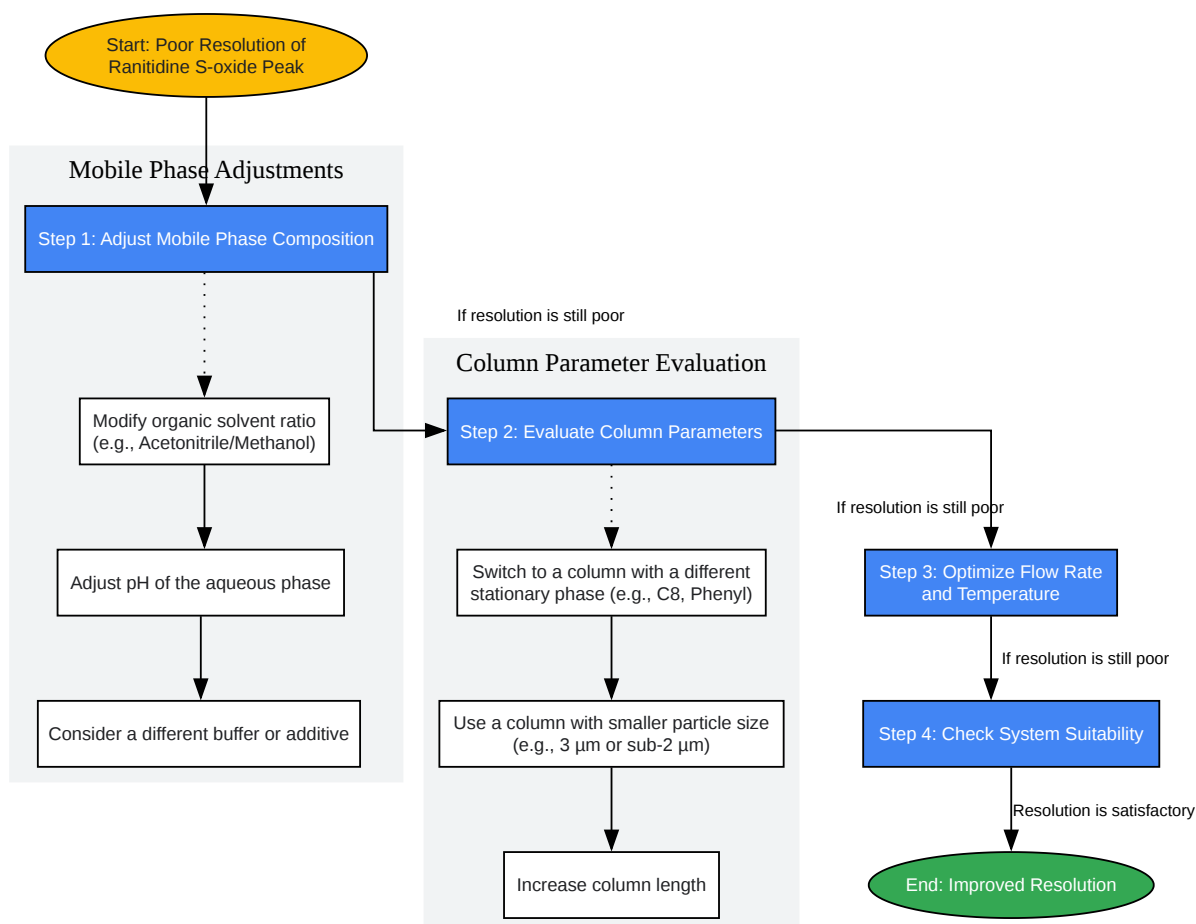 Start: Poor Resolution of
Ranitidine S-oxide Peak
Mobile Phase Adjustments
Step 1: Adjust Mobile Phase Composition
If resolution is still poor
Column Parameter Evaluation
Modify organic solvent ratio
(e.g., Acetonitrile/Methanol)
Step 2: Evaluate Column Parameters
If resolution is still poor
Adjust pH of the aqueous phase
Switch to a column with a different
stationary phase (e.g., C8, Phenyl)
Step 3: Optimize Flow Rate
and Temperature
If resolution is still poor
Consider a different buffer or additive
Use a column with smaller particle size
(e.g., 3 µm or sub-2 µm)
Step 4: Check System Suitability
Resolution is satisfactory
Increase column length
End: Improved Resolution